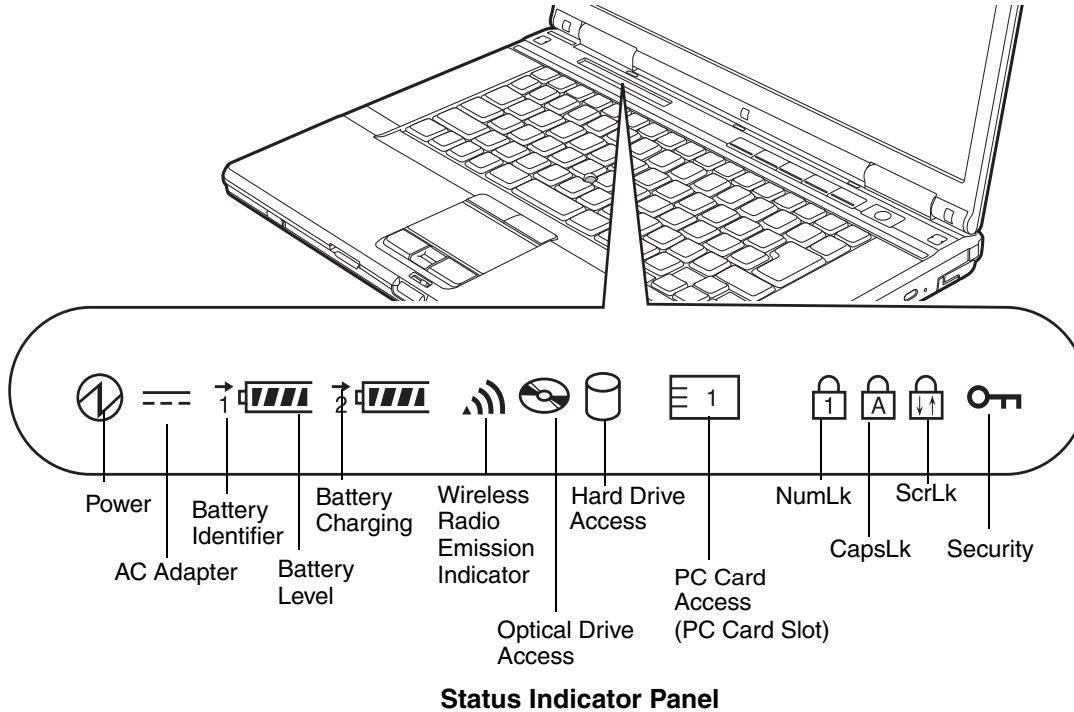 1
2
1
1
A
Power
AC Adapter
Battery
Identifier
Battery
Level
Battery
Charging
Wireless
Radio
Emission
Indicator
Optical Drive
Access
Hard Drive
Access
PC Card
Access
(PC Card Slot)
NumLk
CapsLk
ScrLk
Security
Status Indicator Panel